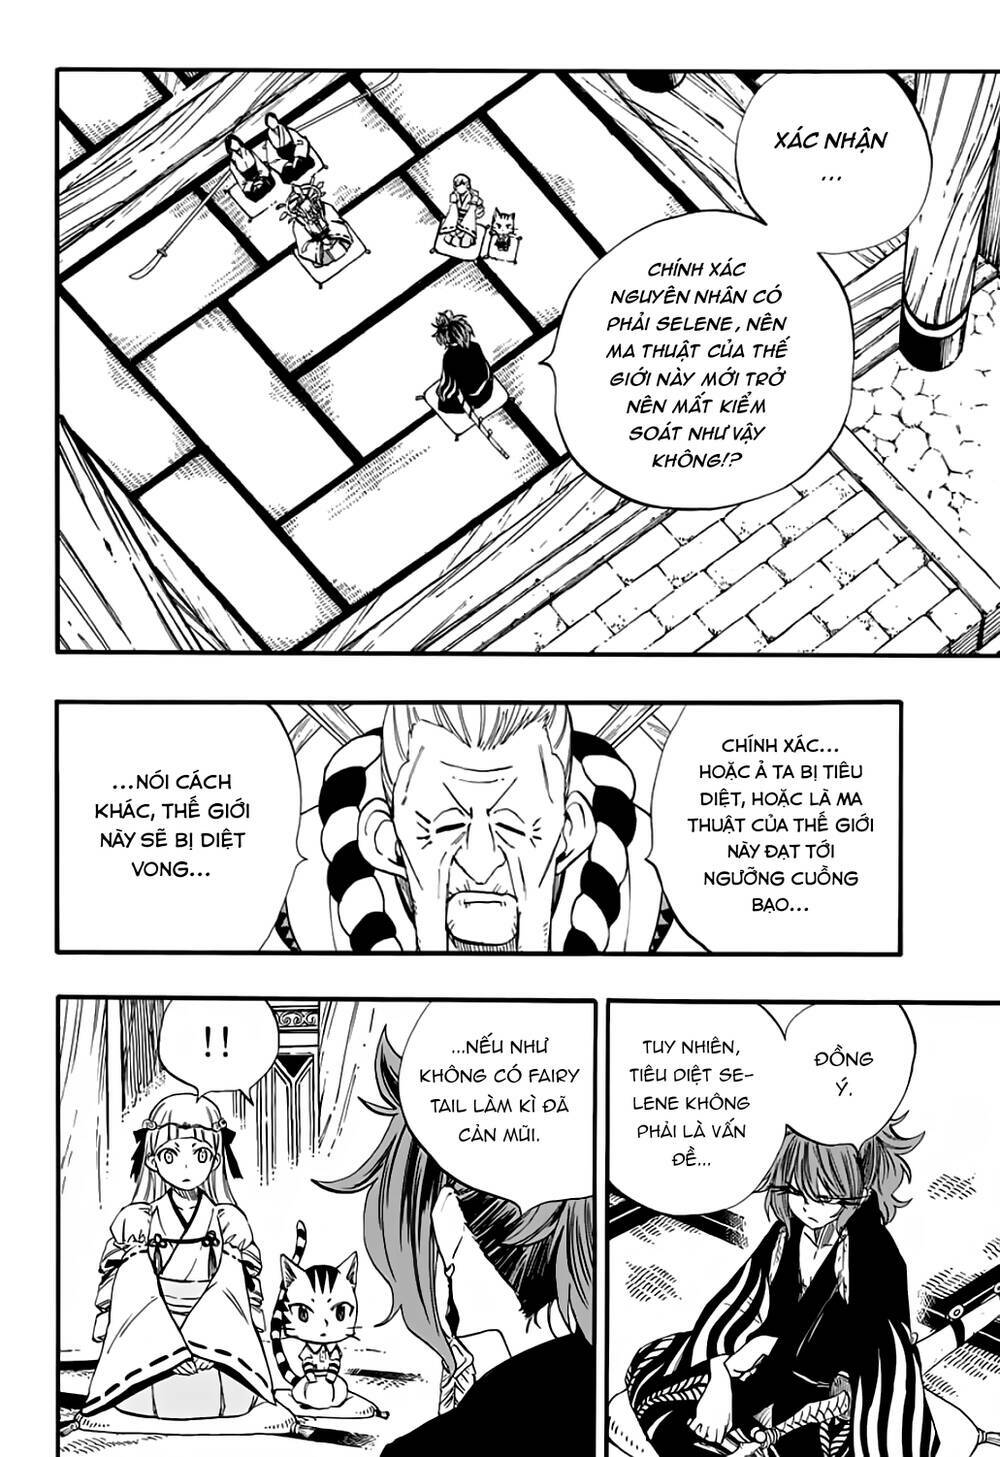 XÁC NHẬN
...
CHÍNH XÁC
NGUYÊN NHÂN CÓ
PHẢI SELENE, NÊN
MA THUẬT CỦA THẾ
GIỚI NÀY MỚI TRỞ
NÊN MẤT KIỂM
SOÁT NHƯ VẬY
KHÔNG!?
CHÍNH XÁC...
HOẶC Ả TA BỊ TIÊU
DIỆT, HOẶC LÀ MA
THUẬT CỦA THẾ GIỚI
NÀY ĐẠT TỚI
NGƯỠNG CUỒNG
BẠO...
...NÓI CÁCH
KHÁC, THẾ GIỚI
NÀY SẼ BỊ DIỆT
VONG...
ĐỒNG
Ý.
TUY NHIÊN,
TIÊU DIỆT SE-
LENE KHÔNG
PHẢI LÀ VẤN
ĐỀ...
...NẾU NHƯ
KHÔNG CÓ FAIRY
TAIL LÀM KÌ ĐÃ
CẢN MŨI.
!!